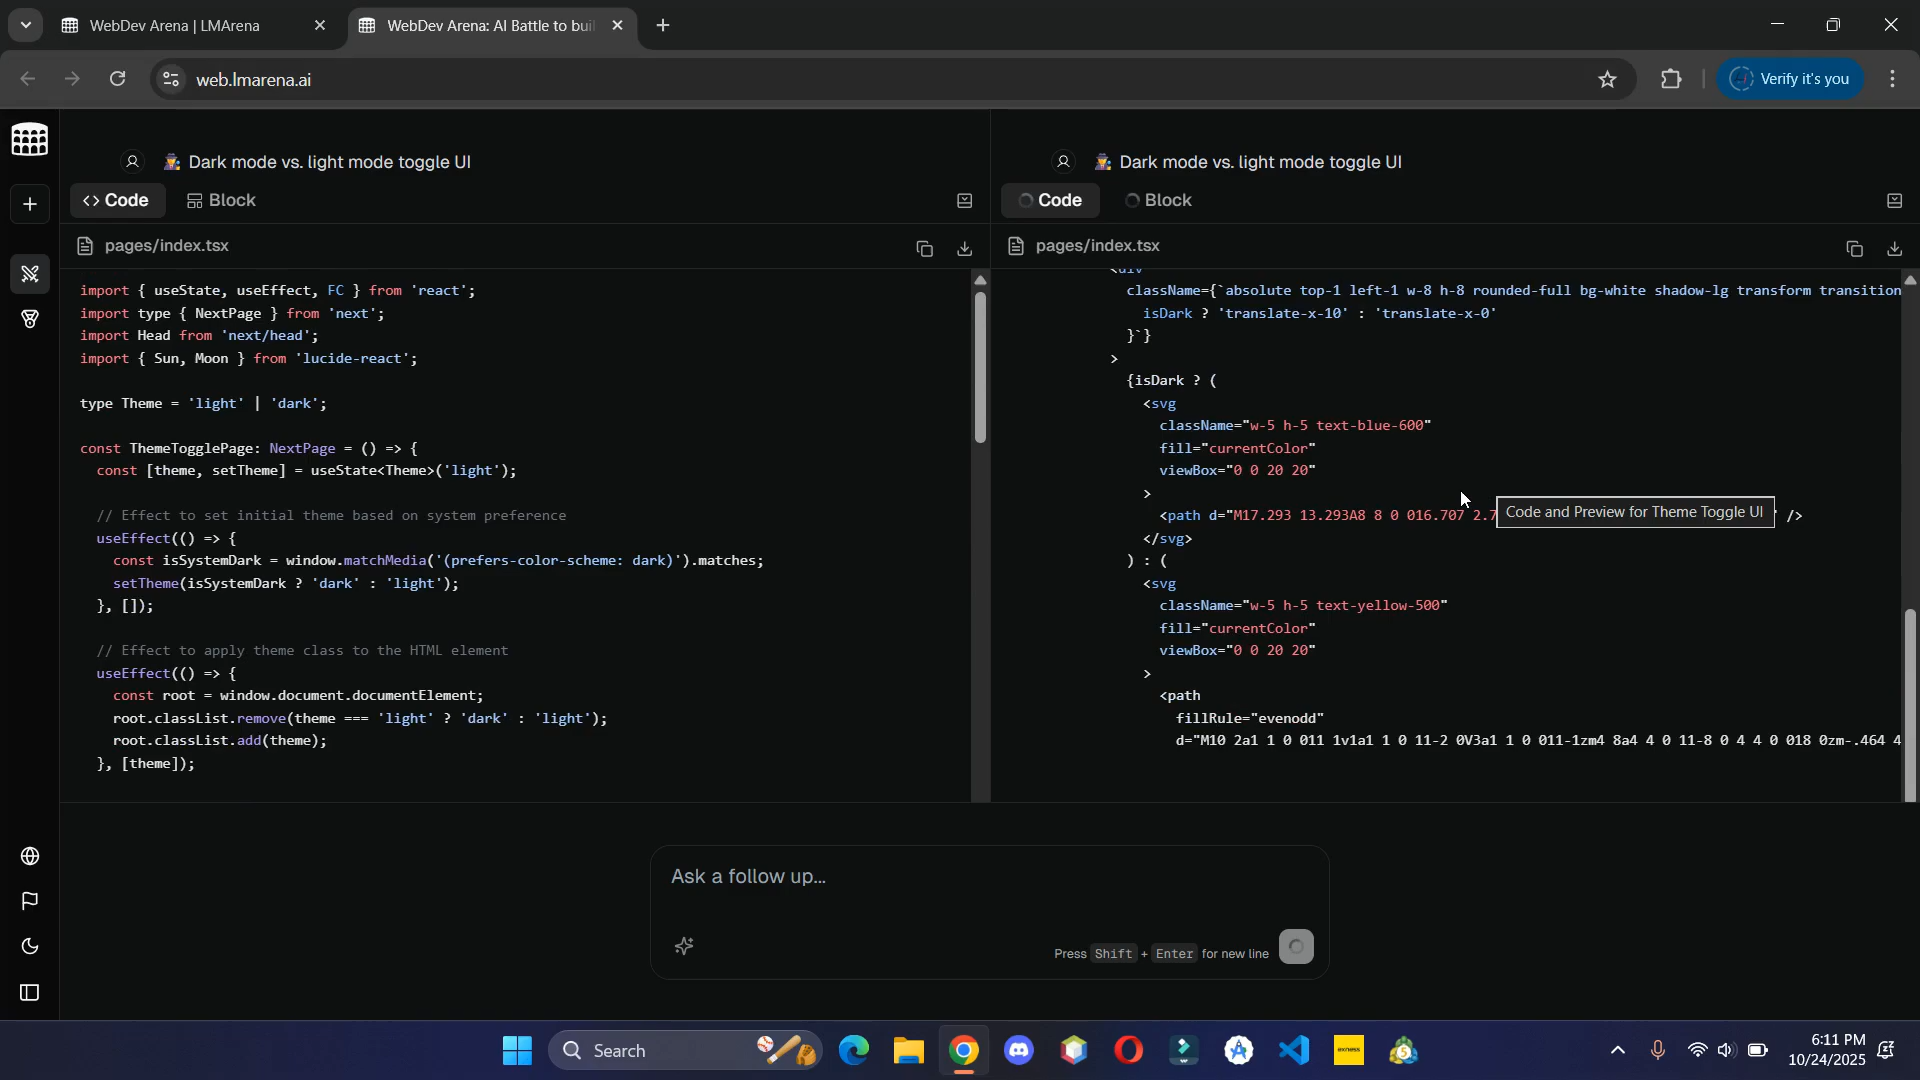 WebDev Arena | LMArena
WebDev Arena: AI Battle to bui
web.lmarena.ai
Verify it's you
Dark mode vs. light mode toggle UI
<> Code
Block
pages/index.tsx
import { useState, useEffect, FC } from 'react';
import type { NextPage } from 'next';
import Head from 'next/head';
import { Sun, Moon } from 'lucide-react';
type Theme = 'light' | 'dark';
const ThemeTogglePage: NextPage = () => {
const [theme, setTheme] = useState<Theme>('light');
// Effect to set initial theme based on system preference
useEffect(() => {
const isSystemDark = window.matchMedia('(prefers-color-scheme: dark)').matches;
setTheme(isSystemDark ? 'dark' : 'light');
}, []);
// Effect to apply theme class to the HTML element
useEffect(() => {
const root = window.document.documentElement;
root.classList.remove(theme === 'light' ? 'dark' : 'light');
root.classList.add(theme);
}, [theme]);
Dark mode vs. light mode toggle UI
Code
Block
pages/index.tsx
<div
className={`absolute top-1 left-1 w-8 h-8 rounded-full bg-white shadow-lg transform transition
isDark ? 'translate-x-10' : 'translate-x-0'
}`}
>
{isDark ? (
<svg
className="w-5 h-5 text-blue-600"
fill="currentColor"
viewBox="0 0 20 20"
>
<path d="M17.293 13.293A8 8 0 016.707 2.7
" />
Code and Preview for Theme Toggle UI
</svg>
) : (
<svg
className="w-5 h-5 text-yellow-500"
fill="currentColor"
viewBox="0 0 20 20"
>
<path
fillRule="evenodd"
d="M10 2a1 1 0 011 1v1a1 1 0 11-2 0V3a1 1 0 011-1zm4 8a4 4 0 11-8 0 4 4 0 018 0zm-.464 4
Ask a follow up...
Press Shift + Enter for new line
Search
exness
6:11 PM
10/24/2025